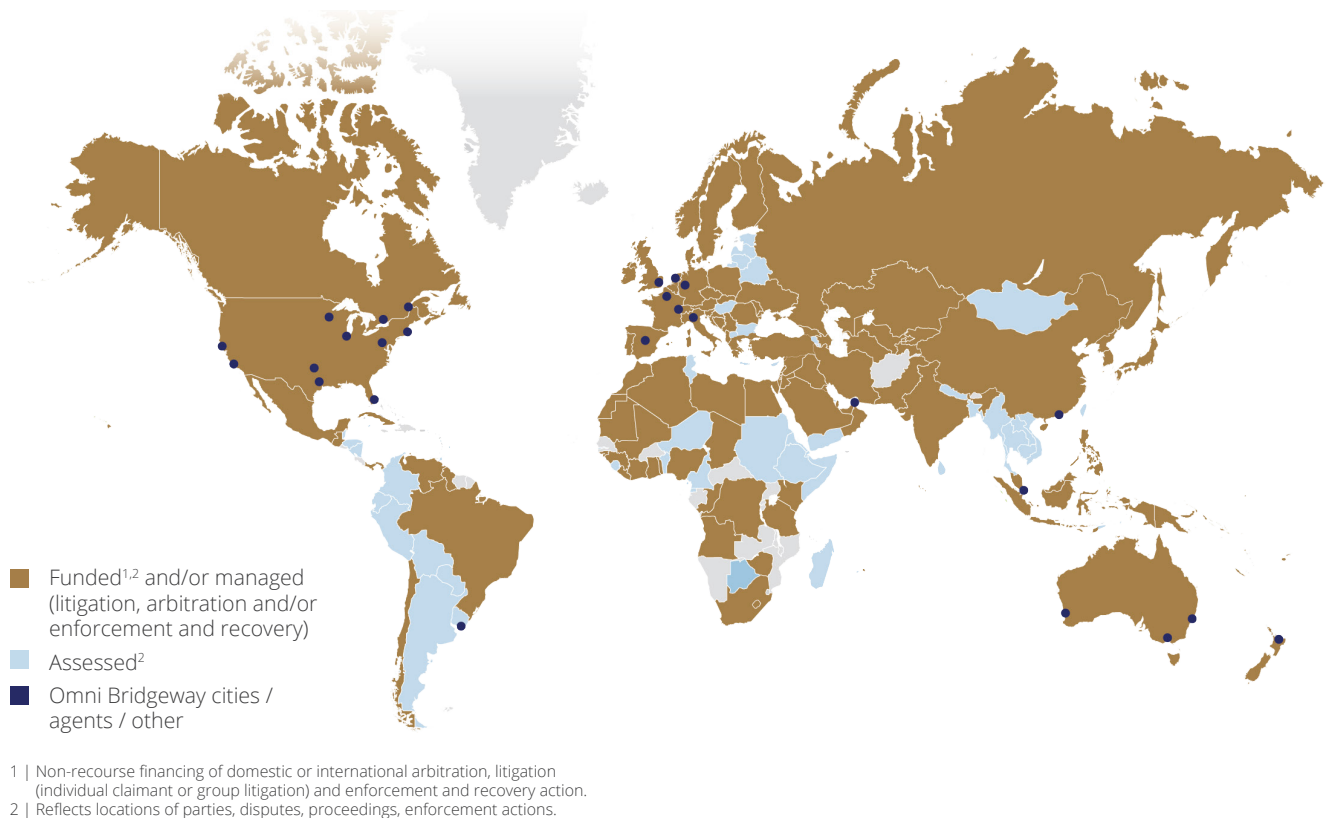 Funded1,2 and/or managed
(litigation, arbitration and/or
enforcement and recovery)
Assessed2
Omni Bridgeway cities /
agents / other
1 | Non-recourse financing of domestic or international arbitration, litigation
(individual claimant or group litigation) and enforcement and recovery action.
2 | Reflects locations of parties, disputes, proceedings, enforcement actions.